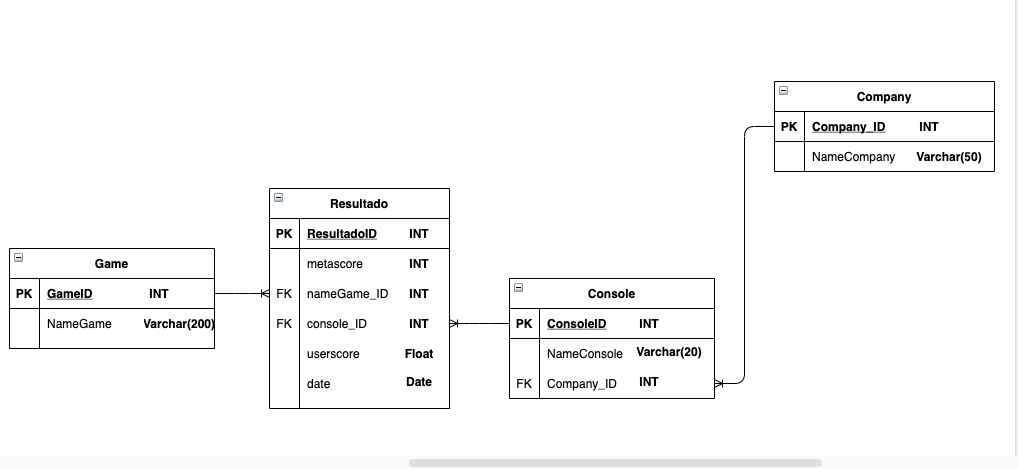 Company
PK Company_ID INT
NameCompany Varchar(50)
Resultado
PK ResultadoID INT
metascore INT
FK nameGame_ID INT
FK console_ID INT
userscore Float
date Date
Game
PK GameID INT
NameGame Varchar(200)
Console
PK ConsoleID INT
NameConsole Varchar(20)
FK Company_ID INT